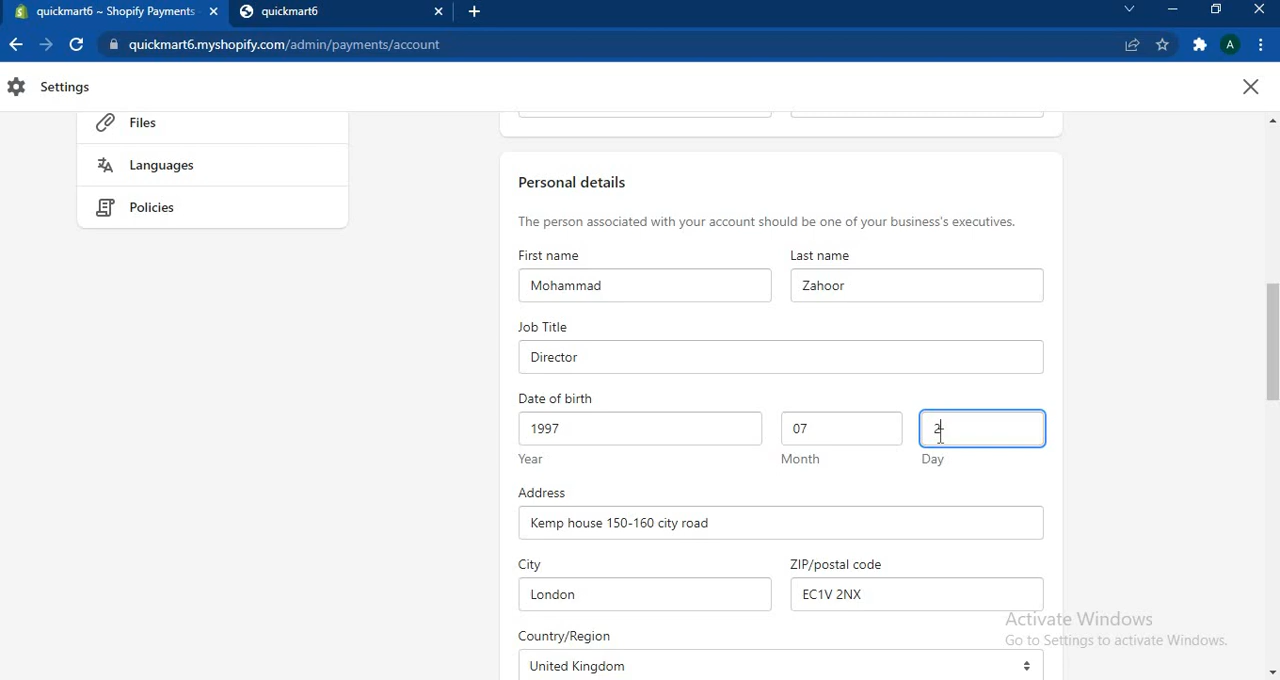 quickmart6 ~ Shopify Payments
quickmart6
quickmart6.myshopify.com/admin/payments/account
A
Settings
Files
Languages
Policies
Personal details
The person associated with your account should be one of your business's executives.
First name
Last name
Mohammad
Zahoor
Job Title
Director
Date of birth
1997
07
2
Year
Month
Day
Address
Kemp house 150-160 city road
City
ZIP/postal code
London
EC1V 2NX
Country/Region
United Kingdom
Activate Windows
Go to Settings to activate Windows.